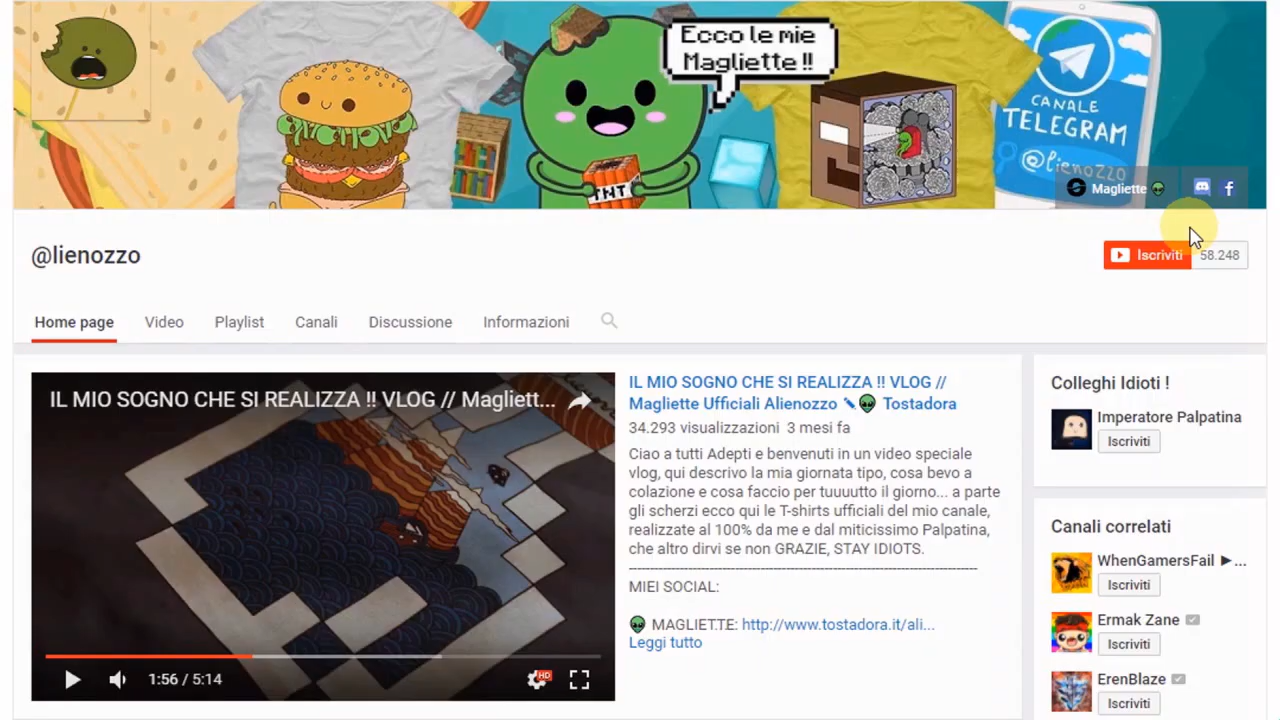 Ecco le mie
Magliette !!
TNT
CANALE
TELEGRAM
@lienozzo
Magliette
@lienozzo
Iscriviti 58.248
Home page Video Playlist Canali Discussione Informazioni
IL MIO SOGNO CHE SI REALIZZA !! VLOG // Magliett...
1:56 / 5:14
HD
IL MIO SOGNO CHE SI REALIZZA !! VLOG //
Magliette Ufficiali Alienozzo ✎👽 Tostadora
34.293 visualizzazioni 3 mesi fa
Ciao a tutti Adepti e benvenuti in un video speciale
vlog, qui descrivo la mia giornata tipo, cosa bevo a
colazione e cosa faccio per tuuuutto il giorno... a parte
gli scherzi ecco qui le T-shirts ufficiali del mio canale,
realizzate al 100% da me e dal miticissimo Palpatina,
che altro dirvi se non GRAZIE, STAY IDIOTS.
MIEI SOCIAL:
👽 MAGLIETTE: http://www.tostadora.it/ali...
Leggi tutto
Colleghi Idioti !
Imperatore Palpatina
Iscriviti
Canali correlati
WhenGamersFail ►...
Iscriviti
Ermak Zane
Iscriviti
ErenBlaze
Iscriviti